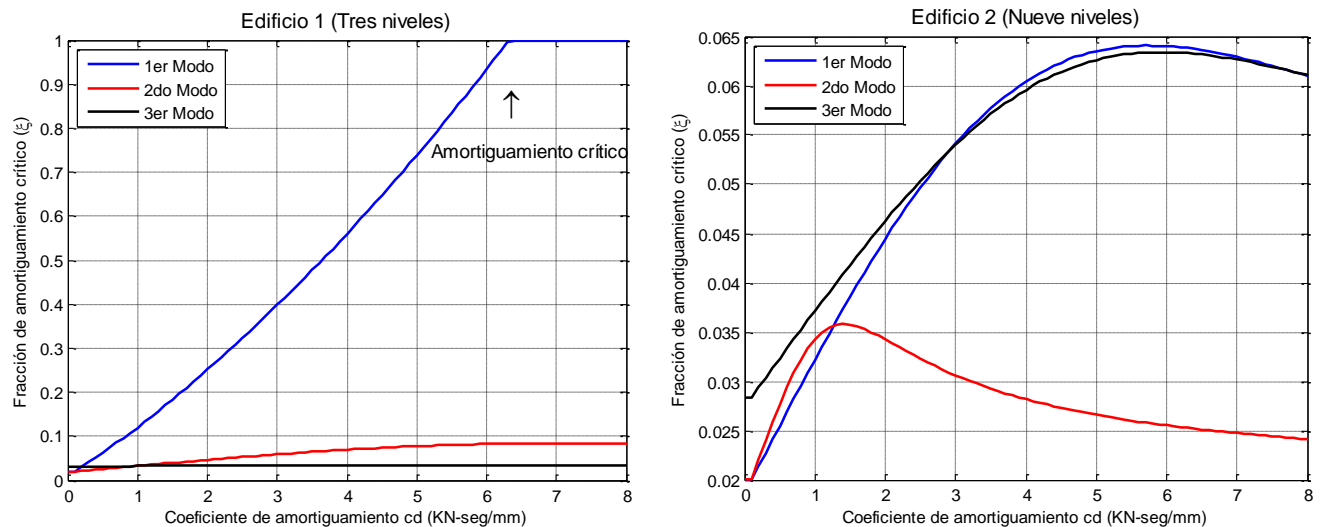 Edificio 1 (Tres niveles)
1
0.9
0.8
0.7
0.6
0.5
0.4
0.3
0.2
0.1
0
Fracción de amortiguamiento crítico (ξ)
1er Modo
2do Modo
3er Modo
↑
Amortiguamiento crítico
0 1 2 3 4 5 6 7 8
Coeficiente de amortiguamiento cd (KN-seg/mm)
Edificio 2 (Nueve niveles)
0.065
0.06
0.055
0.05
0.045
0.04
0.035
0.03
0.025
0.02
Fracción de amortiguamiento crítico (ξ)
1er Modo
2do Modo
3er Modo
0 1 2 3 4 5 6 7 8
Coeficiente de amortiguamiento cd (KN-seg/mm)